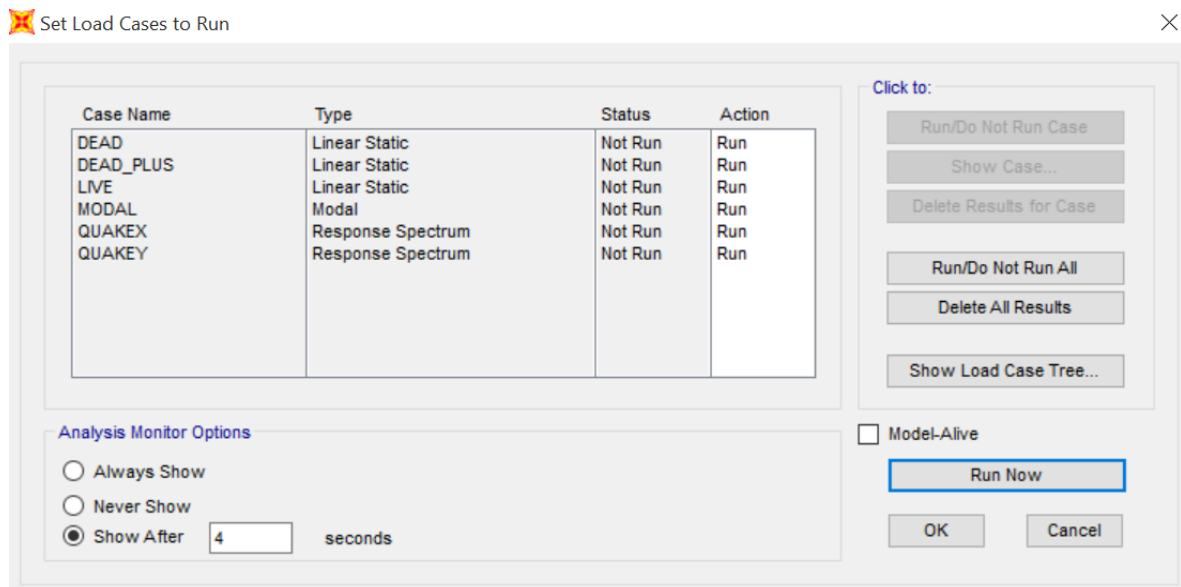 Set Load Cases to Run
Click to:
Case Name Type Status Action
DEAD Linear Static Not Run Run
DEAD_PLUS Linear Static Not Run Run
LIVE Linear Static Not Run Run
MODAL Modal Not Run Run
QUAKEX Response Spectrum Not Run Run
QUAKEY Response Spectrum Not Run Run
Run/Do Not Run Case
Show Case...
Delete Results for Case
Run/Do Not Run All
Delete All Results
Show Load Case Tree...
Analysis Monitor Options
Always Show
Never Show
Show After 4 seconds
Model-Alive
Run Now
OK Cancel